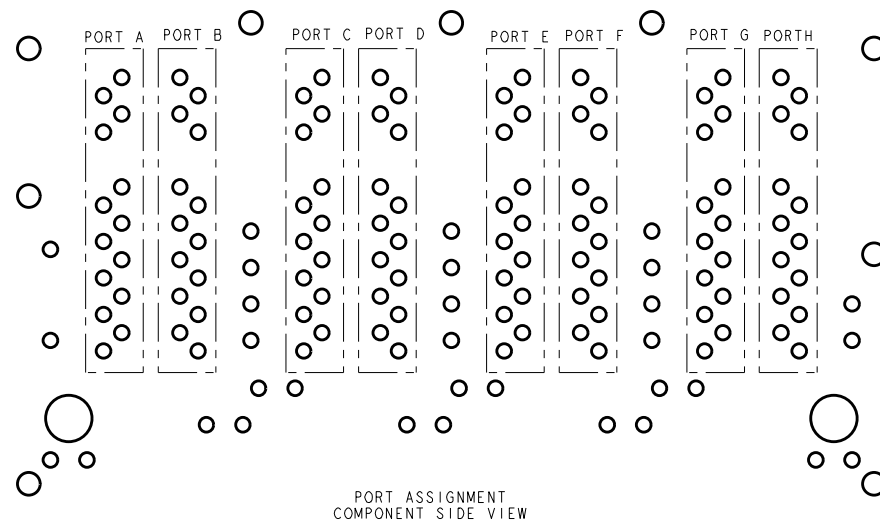 PORT A PORT B PORT C PORT D PORT E PORT F PORT G PORTH
PORT ASSIGNMENT
COMPONENT SIDE VIEW